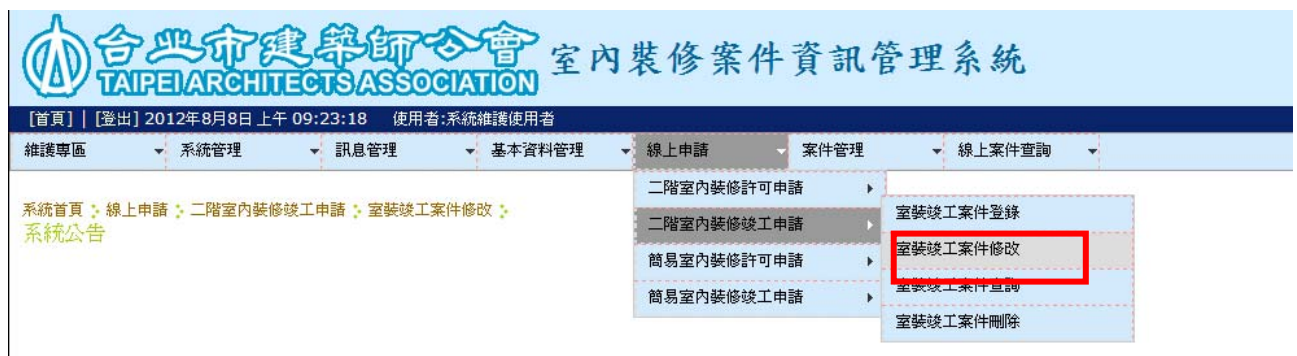 台北市建築師公會 室內裝修案件資訊管理系統
TAIPEI ARCHITECTS ASSOCIATION
[首頁] | [登出] 2012年8月8日 上午 09:23:18 使用者:系統維護使用者
維護專區 系統管理 訊息管理 基本資料管理 線上申請 案件管理 線上案件查詢
二階室內裝修許可申請
系統首頁 : 線上申請 : 二階室內裝修竣工申請 : 室裝竣工案件修改 :
系統公告
二階室內裝修竣工申請
簡易室內裝修許可申請
簡易室內裝修竣工申請
室裝竣工案件登錄
室裝竣工案件修改
室裝竣工案件查詢
室裝竣工案件刪除